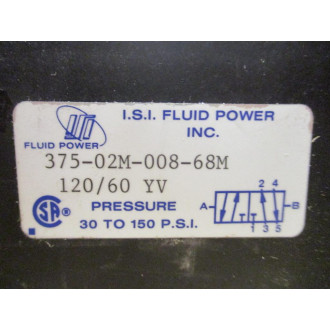 I.S.I. FLUID POWER
INC.
FLUID POWER
375-02M-008-68M
120/60 YV
PRESSURE
30 TO 150 P.S.I.
SA
2 4
A B
1 3 5